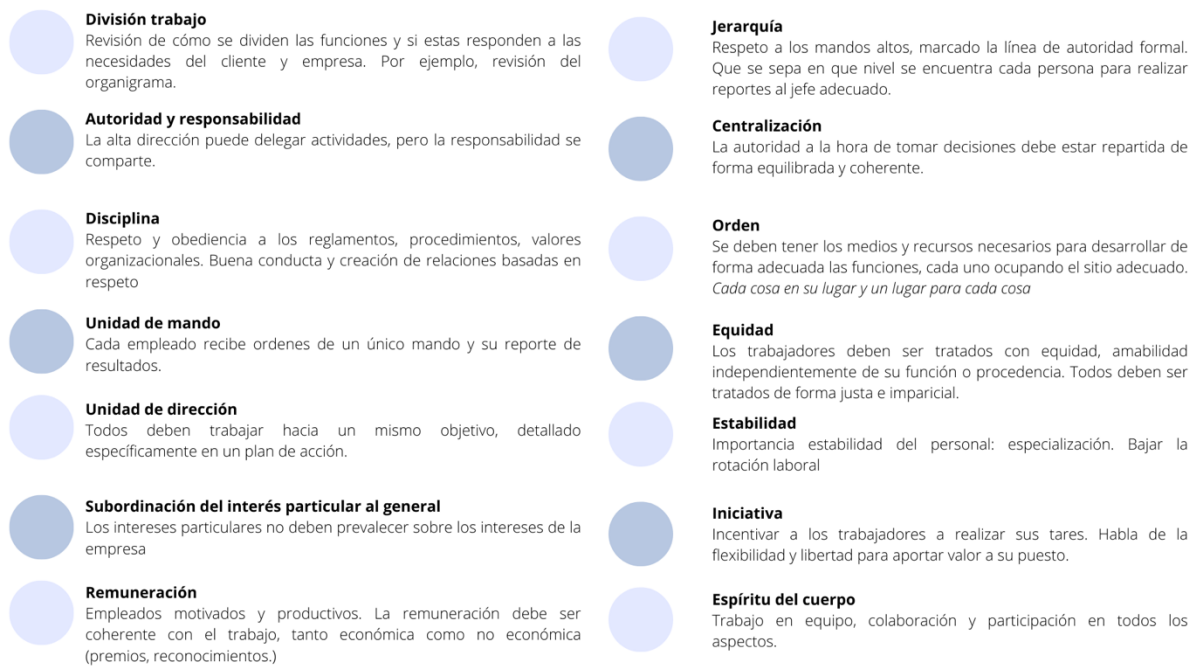 División trabajo
Revisión de cómo se dividen las funciones y si estas responden a las
necesidades del cliente y empresa. Por ejemplo, revisión del
organigrama.
Autoridad y responsabilidad
La alta dirección puede delegar actividades, pero la responsabilidad se
comparte.
Disciplina
Respeto y obediencia a los reglamentos, procedimientos, valores
organizacionales. Buena conducta y creación de relaciones basadas en
respeto
Unidad de mando
Cada empleado recibe ordenes de un único mando y su reporte de
resultados.
Unidad de dirección
Todos deben trabajar hacia un mismo objetivo, detallado
específicamente en un plan de acción.
Subordinación del interés particular al general
Los intereses particulares no deben prevalecer sobre los intereses de la
empresa
Remuneración
Empleados motivados y productivos. La remuneración debe ser
coherente con el trabajo, tanto económica como no económica
(premios, reconocimientos.)
Jerarquía
Respeto a los mandos altos, marcado la línea de autoridad formal.
Que se sepa en que nivel se encuentra cada persona para realizar
reportes al jefe adecuado.
Centralización
La autoridad a la hora de tomar decisiones debe estar repartida de
forma equilibrada y coherente.
Orden
Se deben tener los medios y recursos necesarios para desarrollar de
forma adecuada las funciones, cada uno ocupando el sitio adecuado.
Cada cosa en su lugar y un lugar para cada cosa
Equidad
Los trabajadores deben ser tratados con equidad, amabilidad
independientemente de su función o procedencia. Todos deben ser
tratados de forma justa e imparicial.
Estabilidad
Importancia estabilidad del personal: especialización. Bajar la
rotación laboral
Iniciativa
Incentivar a los trabajadores a realizar sus tares. Habla de la
flexibilidad y libertad para aportar valor a su puesto.
Espíritu del cuerpo
Trabajo en equipo, colaboración y participación en todos los
aspectos.